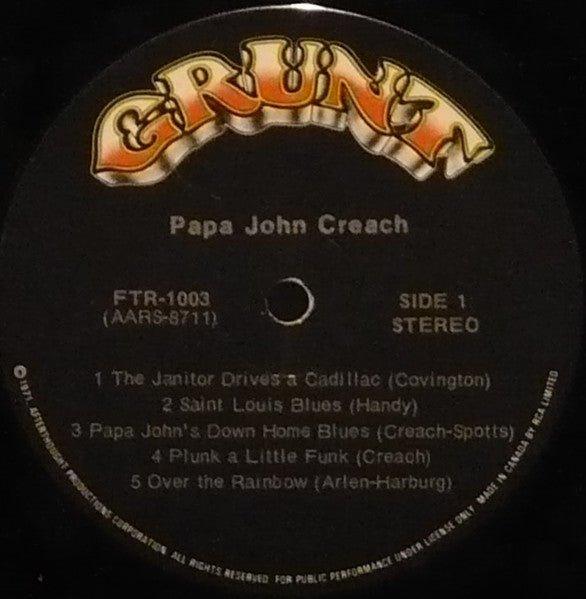 GRUNT
Papa John Creach
FTR-1003
(AARS-8711)
SIDE 1
STEREO
1 The Janitor Drives a Cadillac (Covington)
2 Saint Louis Blues (Handy)
3 Papa John's Down Home Blues (Creach-Spotts)
4 Plunk a Little Funk (Creach)
5 Over the Rainbow (Arlen-Harburg)
℗ 1971, AFTERTHOUGHT PRODUCTIONS CORPORATION ALL RIGHTS RESERVED FOR PUBLIC PERFORMANCE UNDER LICENSE ONLY. MADE IN CANADA BY RCA LIMITED